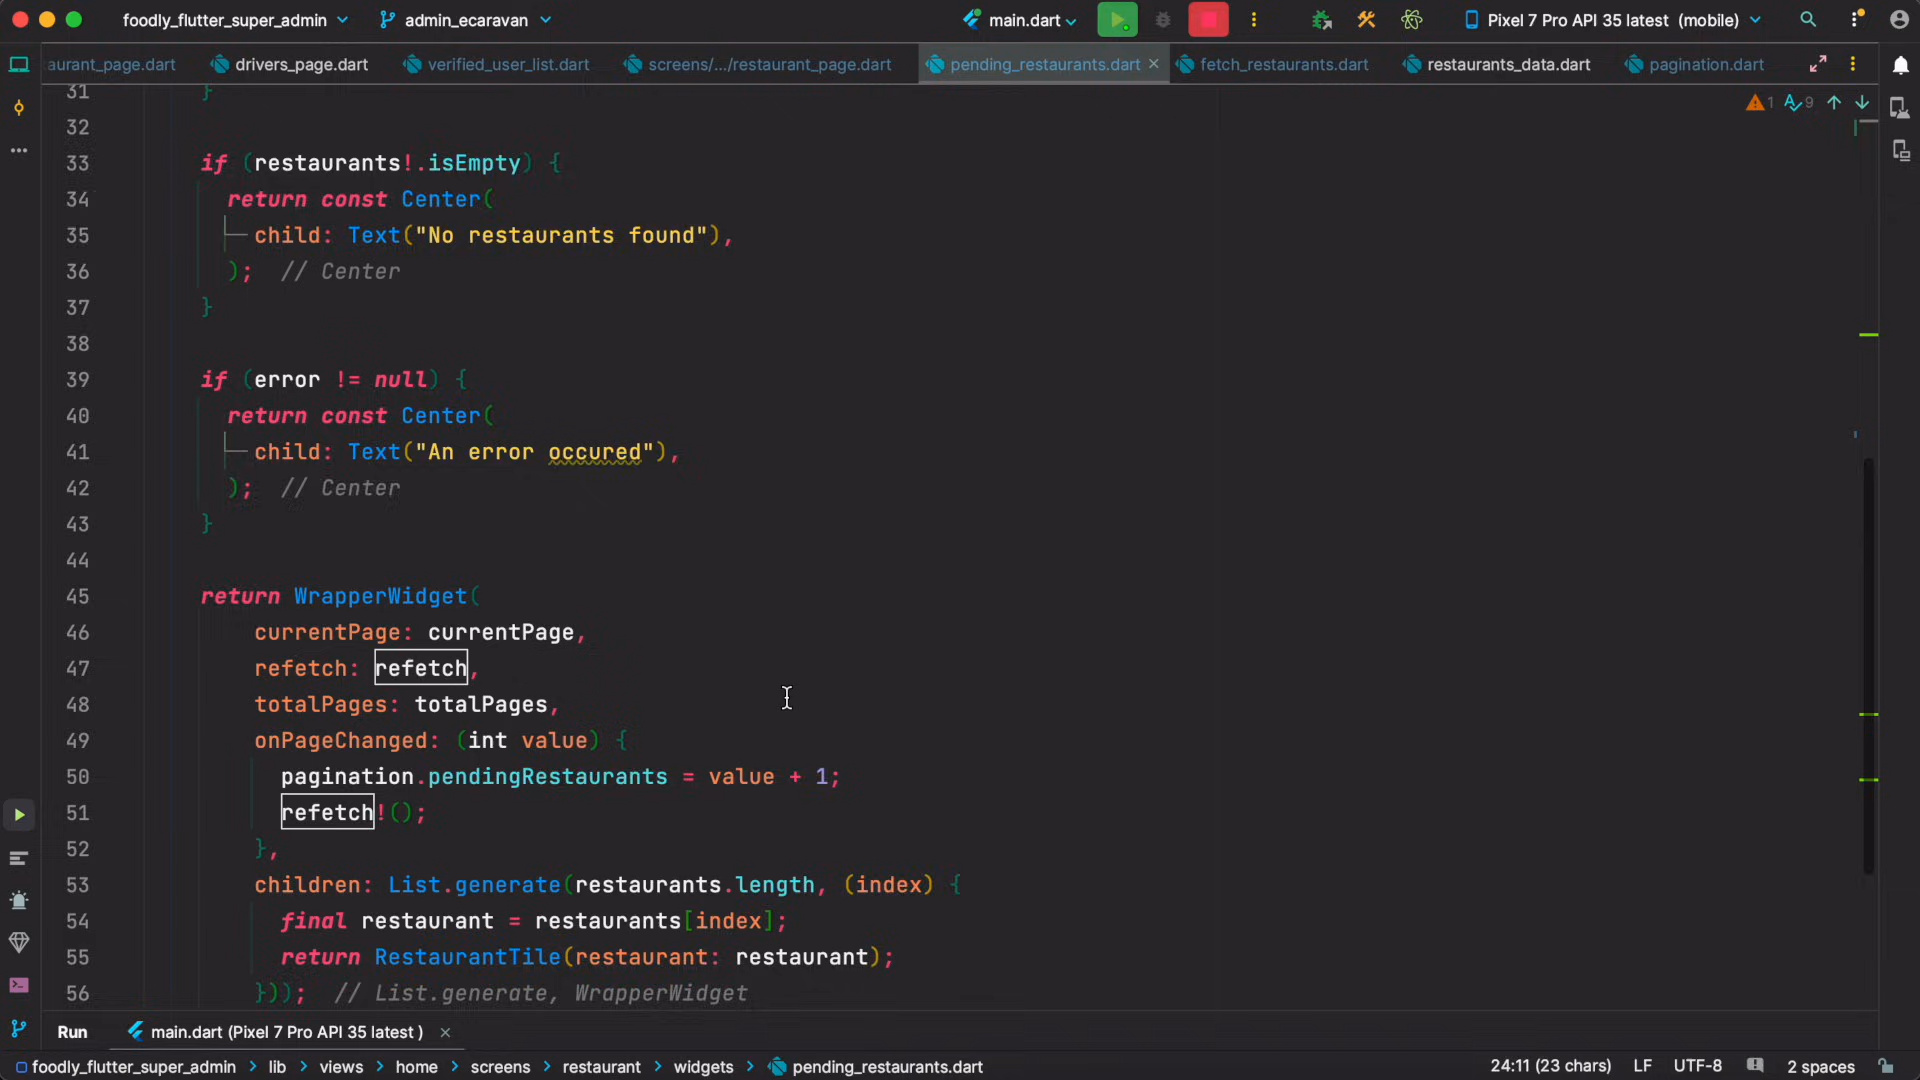 foodly_flutter_super_admin admin_ecaravan main.dart Pixel 7 Pro API 35 latest (mobile)
aurant_page.dart drivers_page.dart verified_user_list.dart screens/.../restaurant_page.dart pending_restaurants.dart fetch_restaurants.dart restaurants_data.dart pagination.dart
31 }
1 9
32
33 if (restaurants!.isEmpty) {
34 return const Center(
35 child: Text("No restaurants found"),
36 ); // Center
37 }
38
39 if (error != null) {
40 return const Center(
41 child: Text("An error occured"),
42 ); // Center
43 }
44
45 return WrapperWidget(
46 currentPage: currentPage,
47 refetch: refetch,
48 totalPages: totalPages,
49 onPageChanged: (int value) {
50 pagination.pendingRestaurants = value + 1;
51 refetch!();
52 },
53 children: List.generate(restaurants.length, (index) {
54 final restaurant = restaurants[index];
55 return RestaurantTile(restaurant: restaurant);
56 })); // List.generate, WrapperWidget
Run main.dart (Pixel 7 Pro API 35 latest )
foodly_flutter_super_admin > lib > views > home > screens > restaurant > widgets > pending_restaurants.dart 24:11 (23 chars) LF UTF-8 2 spaces